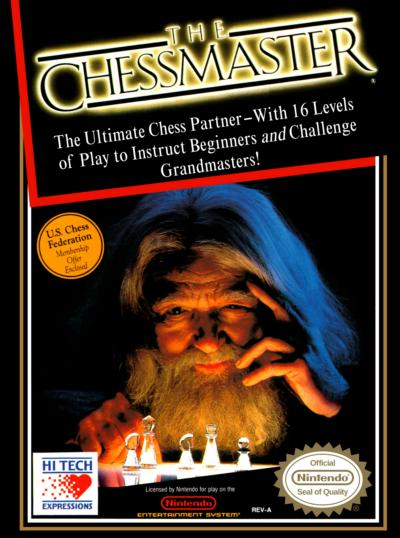 THE
CHESSMASTER®
The Ultimate Chess Partner–With 16 Levels
of Play to Instruct Beginners and Challenge
Grandmasters!
U.S. Chess
Federation
Membership
Offer
Enclosed
HI TECH
EXPRESSIONS
Licensed by Nintendo for play on the
Nintendo
ENTERTAINMENT SYSTEM®
REV-A
Official
Nintendo®
Seal of Quality